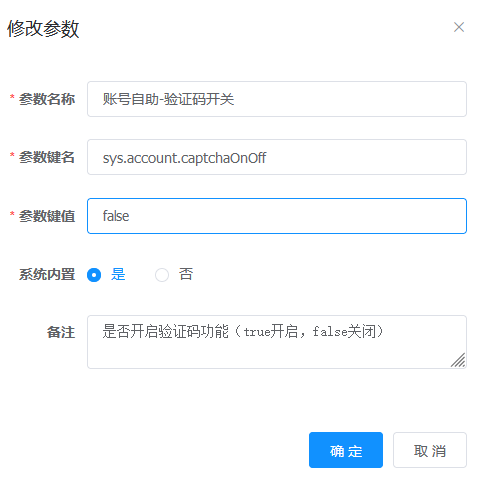 修改参数
* 参数名称 账号自助-验证码开关
* 参数键名 sys.account.captchaOnOff
* 参数键值 false
系统内置 是 否
备注 是否开启验证码功能（true开启，false关闭）
确 定 取 消